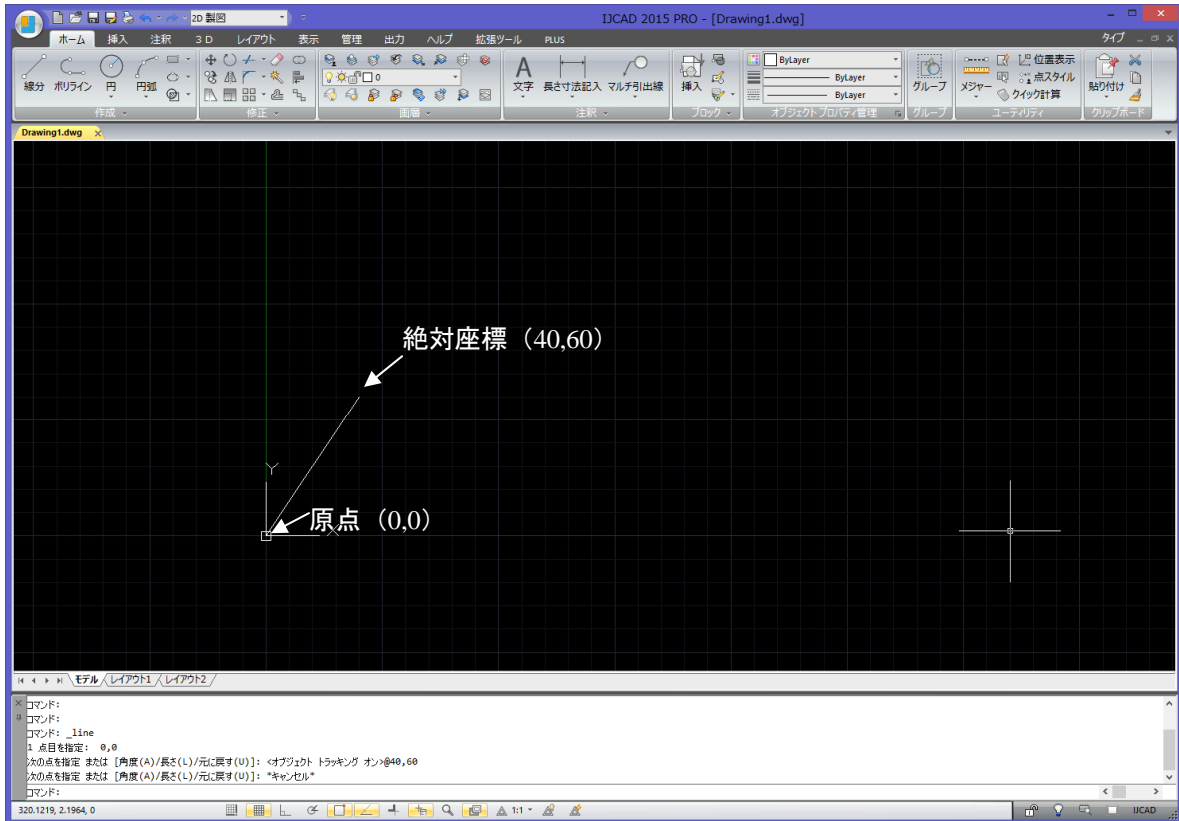 2D 製図
IJCAD 2015 PRO - [Drawing1.dwg]
ホーム 挿入 注釈 3 D レイアウト 表示 管理 出力 ヘルプ 拡張ツール PLUS タイプ
線分 ポリライン 円 円弧
作成
修正
0
画層
文字 長さ寸法記入 マルチ引出線
注釈
挿入
ブロック
ByLayer
ByLayer
ByLayer
オブジェクト プロパティ管理
グループ
グループ
メジャー
位置表示
点スタイル
クイック計算
ユーティリティ
貼り付け
クリップボード
Drawing1.dwg
絶対座標（40,60）
Y
原点（0,0）
X
モデル レイアウト1 レイアウト2
コマンド:
コマンド:
コマンド: _line
1 点目を指定: 0,0
次の点を指定 または [角度(A)/長さ(L)/元に戻す(U)]: <オブジェクト トラッキング オン>@40,60
次の点を指定 または [角度(A)/長さ(L)/元に戻す(U)]: *キャンセル*
コマンド:
320.1219, 2.1964, 0
1:1
IJCAD